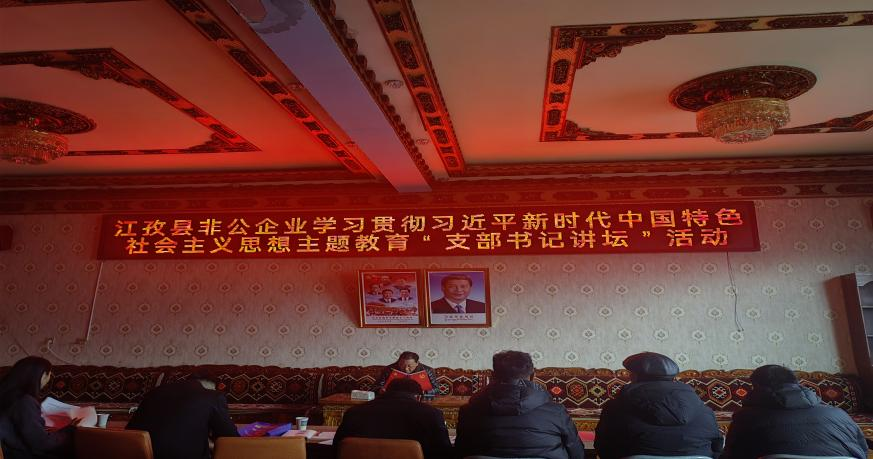 江孜县非公企业学习贯彻习近平新时代中国特色
社会主义思想主题教育“支部书记讲坛”活动